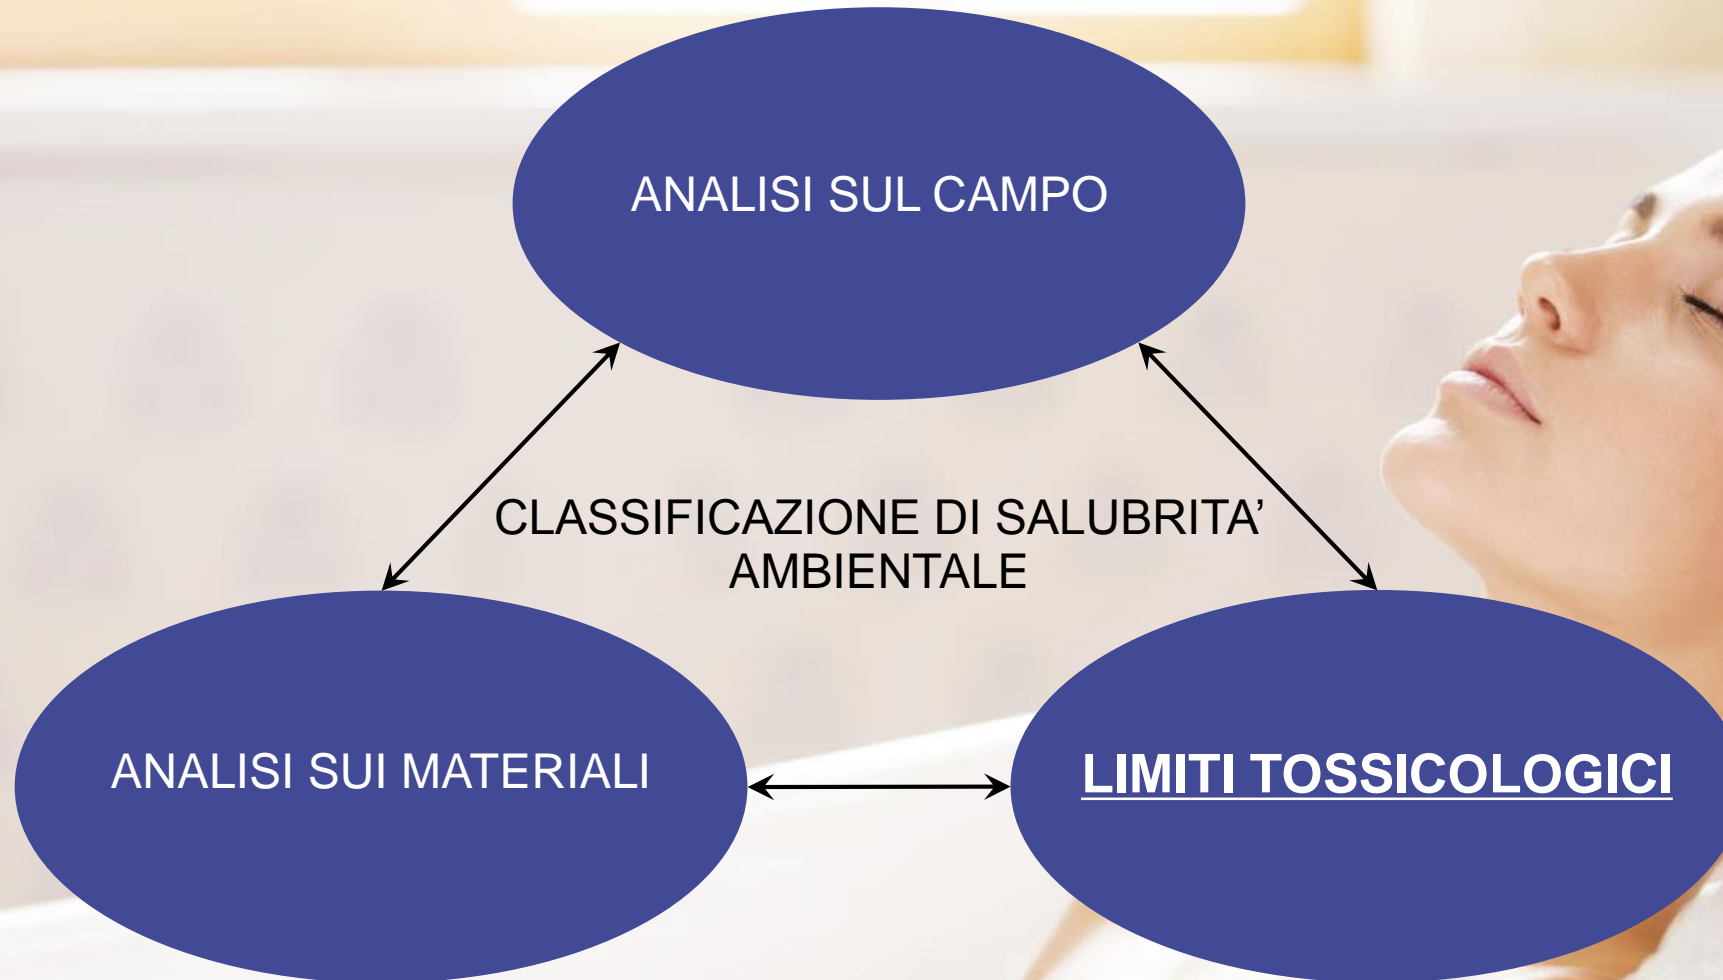 ANALISI SUL CAMPO
CLASSIFICAZIONE DI SALUBRITA’
AMBIENTALE
ANALISI SUI MATERIALI
LIMITI TOSSICOLOGICI